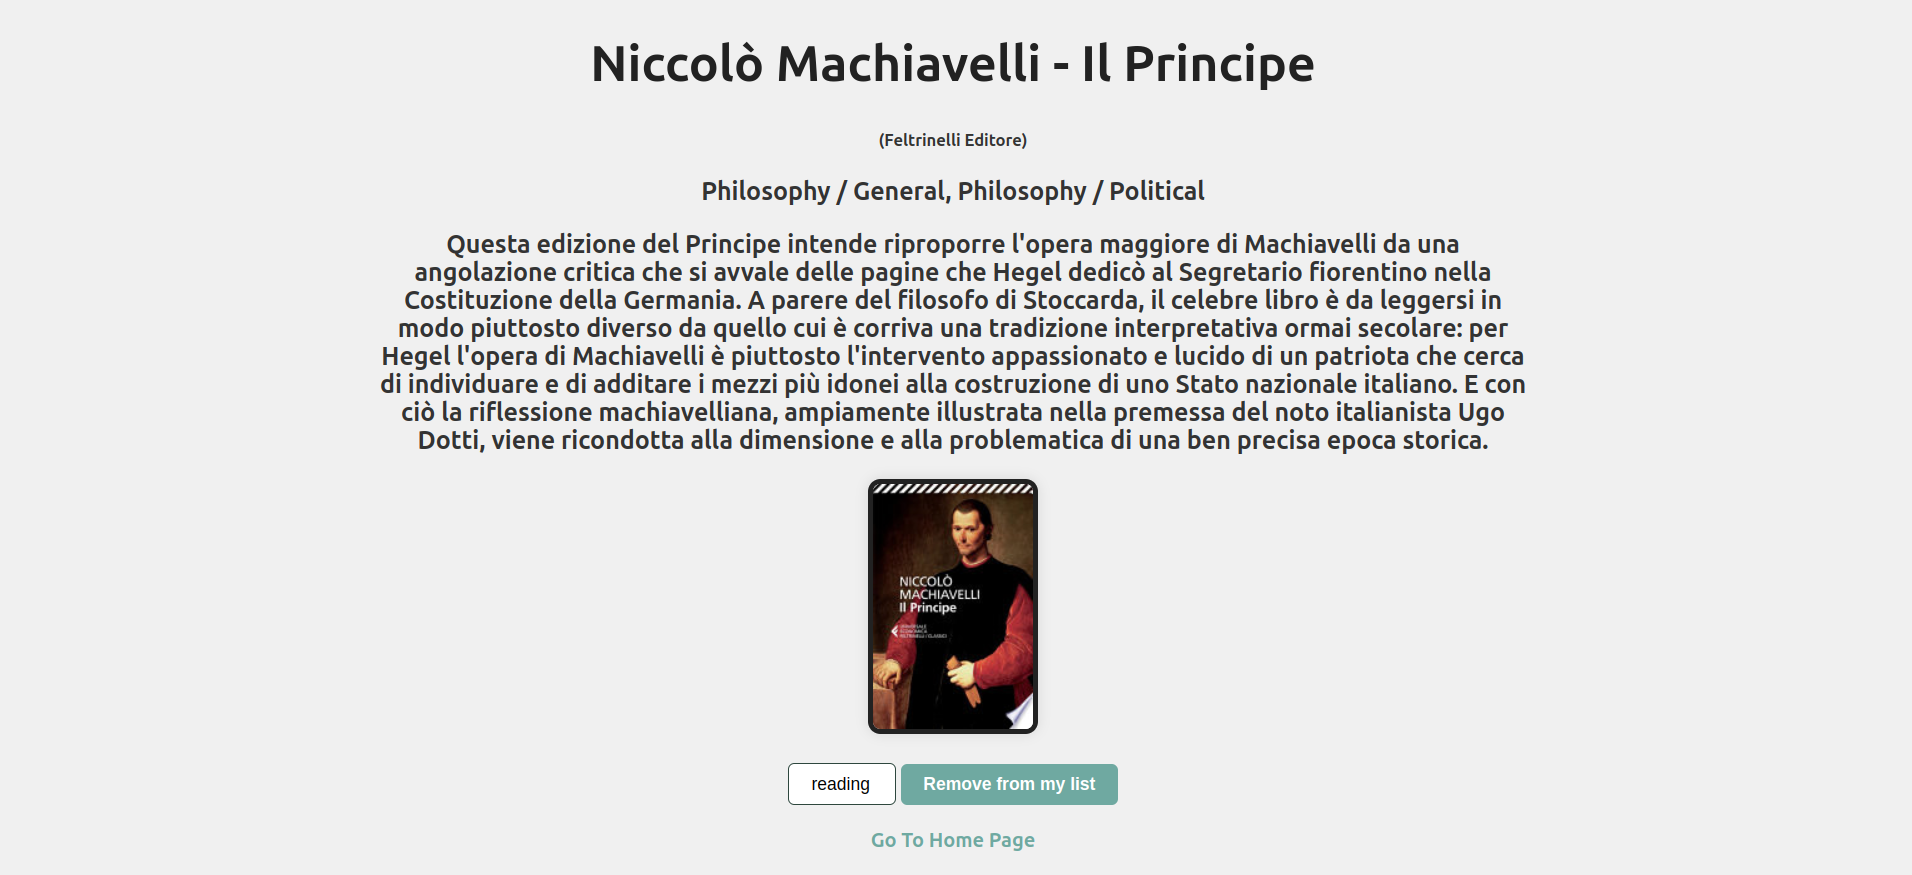 Niccolò Machiavelli - Il Principe
(Feltrinelli Editore)
Philosophy / General, Philosophy / Political
Questa edizione del Principe intende riproporre l'opera maggiore di Machiavelli da una
angolazione critica che si avvale delle pagine che Hegel dedicò al Segretario fiorentino nella
Costituzione della Germania. A parere del filosofo di Stoccarda, il celebre libro è da leggersi in
modo piuttosto diverso da quello cui è corriva una tradizione interpretativa ormai secolare: per
Hegel l'opera di Machiavelli è piuttosto l'intervento appassionato e lucido di un patriota che cerca
di individuare e di additare i mezzi più idonei alla costruzione di uno Stato nazionale italiano. E con
ciò la riflessione machiavelliana, ampiamente illustrata nella premessa del noto italianista Ugo
Dotti, viene ricondotta alla dimensione e alla problematica di una ben precisa epoca storica.
NICCOLÒ
MACHIAVELLI
Il Principe
reading
Remove from my list
Go To Home Page